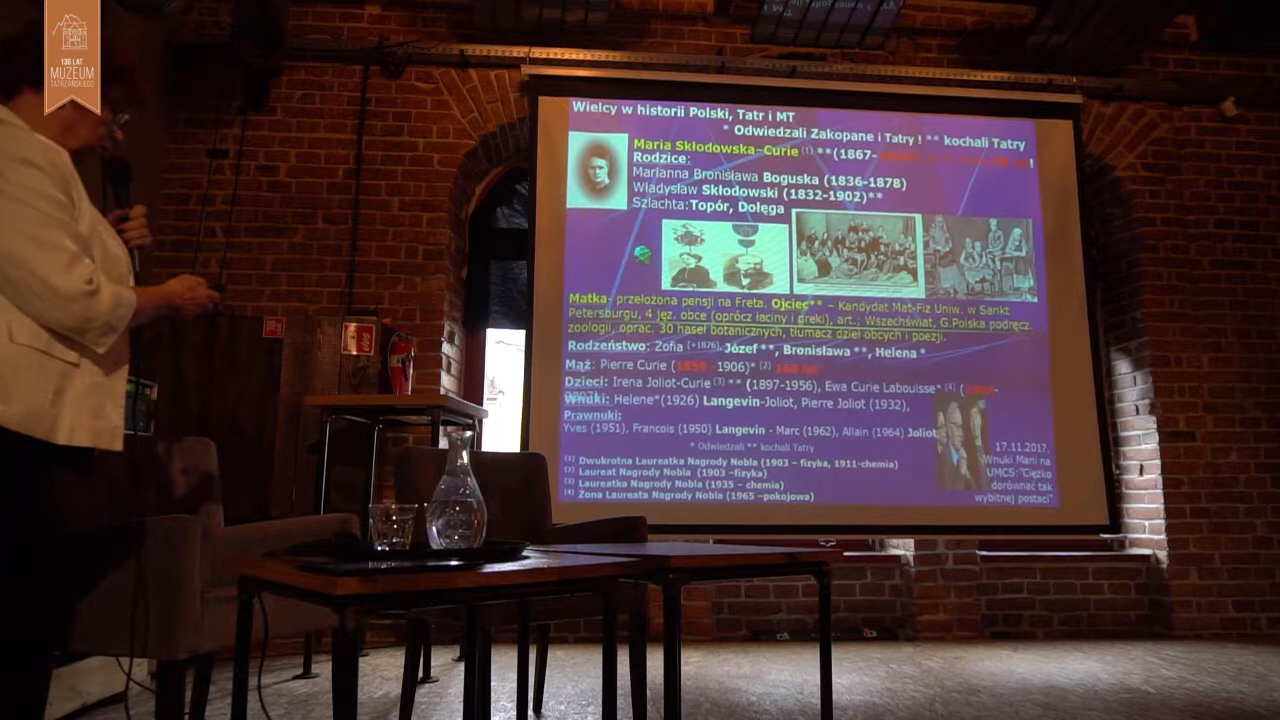 130 LAT
MUZEUM
TATRZAŃSKIEGO
Wielcy w historii Polski, Tatr i MT
* Odwiedzali Zakopane i Tatry ! ** kochali Tatry
Maria Skłodowska–Curie (1) **(1867-
Rodzice:
Marianna Bronisława Boguska (1836-1878)
Władysław Skłodowski (1832-1902)**
Szlachta:Topór, Dołęga
Matka- przełożona pensji na Freta. Ojciec** – Kandydat Mat-Fiz Uniw. w Sankt
Petersburgu, 4 jęz. obce (oprócz łaciny i greki), art.; Wszechświat, G.Polska podręcz.
zoologii, oprac. 30 haseł botanicznych, tłumacz dzieł obcych i poezji.
Rodzeństwo: Zofia (+1876), Józef **, Bronisława **, Helena *
Mąż: Pierre Curie (1859- 1906)* (2) 160 lat!
Dzieci: Irena Joliot-Curie (3) ** (1897-1956), Ewa Curie Labouisse* (4) (
Wnuki: Helene*(1926) Langevin-Joliot, Pierre Joliot (1932),
Prawnuki:
Yves (1951), Francois (1950) Langevin - Marc (1962), Allain (1964) Joliot
* Odwiedzali ** kochali Tatry
(1) Dwukrotna Laureatka Nagrody Nobla (1903 – fizyka, 1911-chemia)
(2) Laureat Nagrody Nobla (1903 –fizyka)
(3) Laureatka Nagrody Nobla (1935 – chemia)
(4) Żona Laureata Nagrody Nobla (1965 –pokojowa)
17.11.2017.
Wnuki Marii na
UMCS:"Ciężko
dorównać tak
wybitnej postaci"